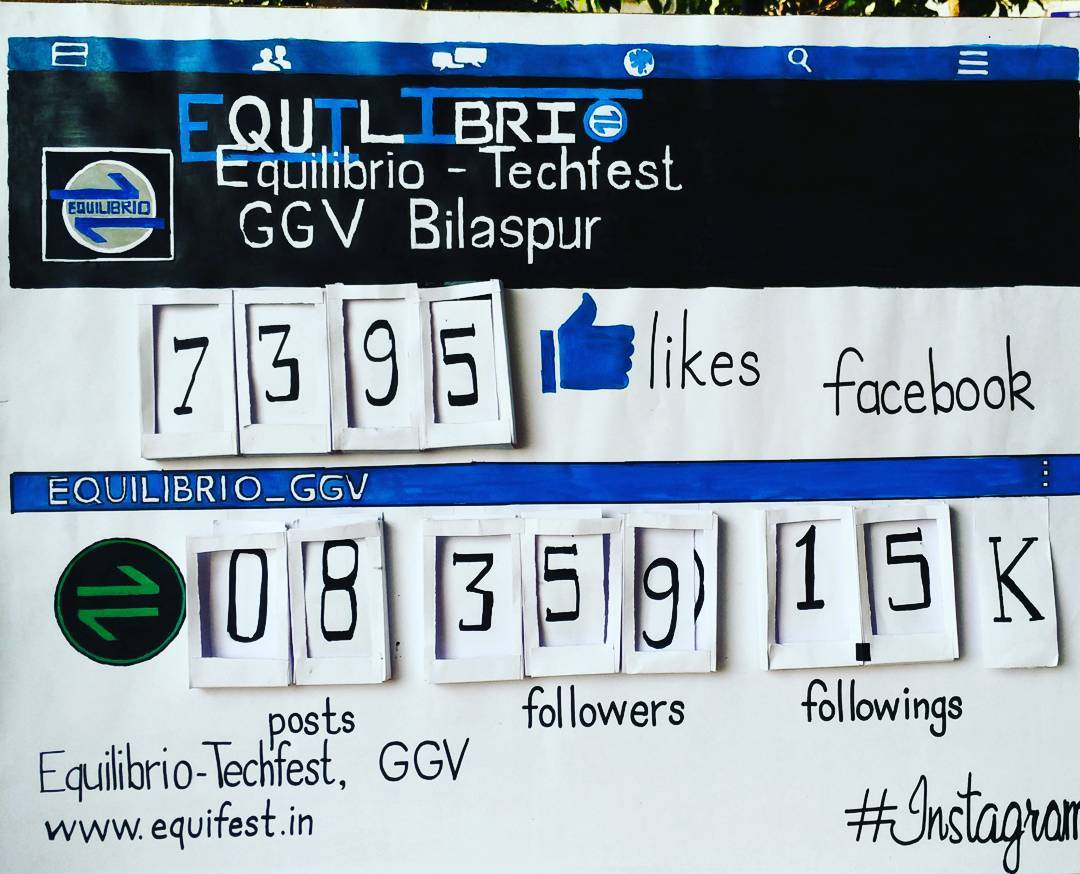 EQUILIBRIO
EQUILIBRIO
Equilibrio - Techfest
GGV Bilaspur
7395 likes facebook
EQUILIBRIO_GGV
08 359 1.5 K
posts followers followings
Equilibrio-Techfest, GGV
www.equifest.in
#Instagram